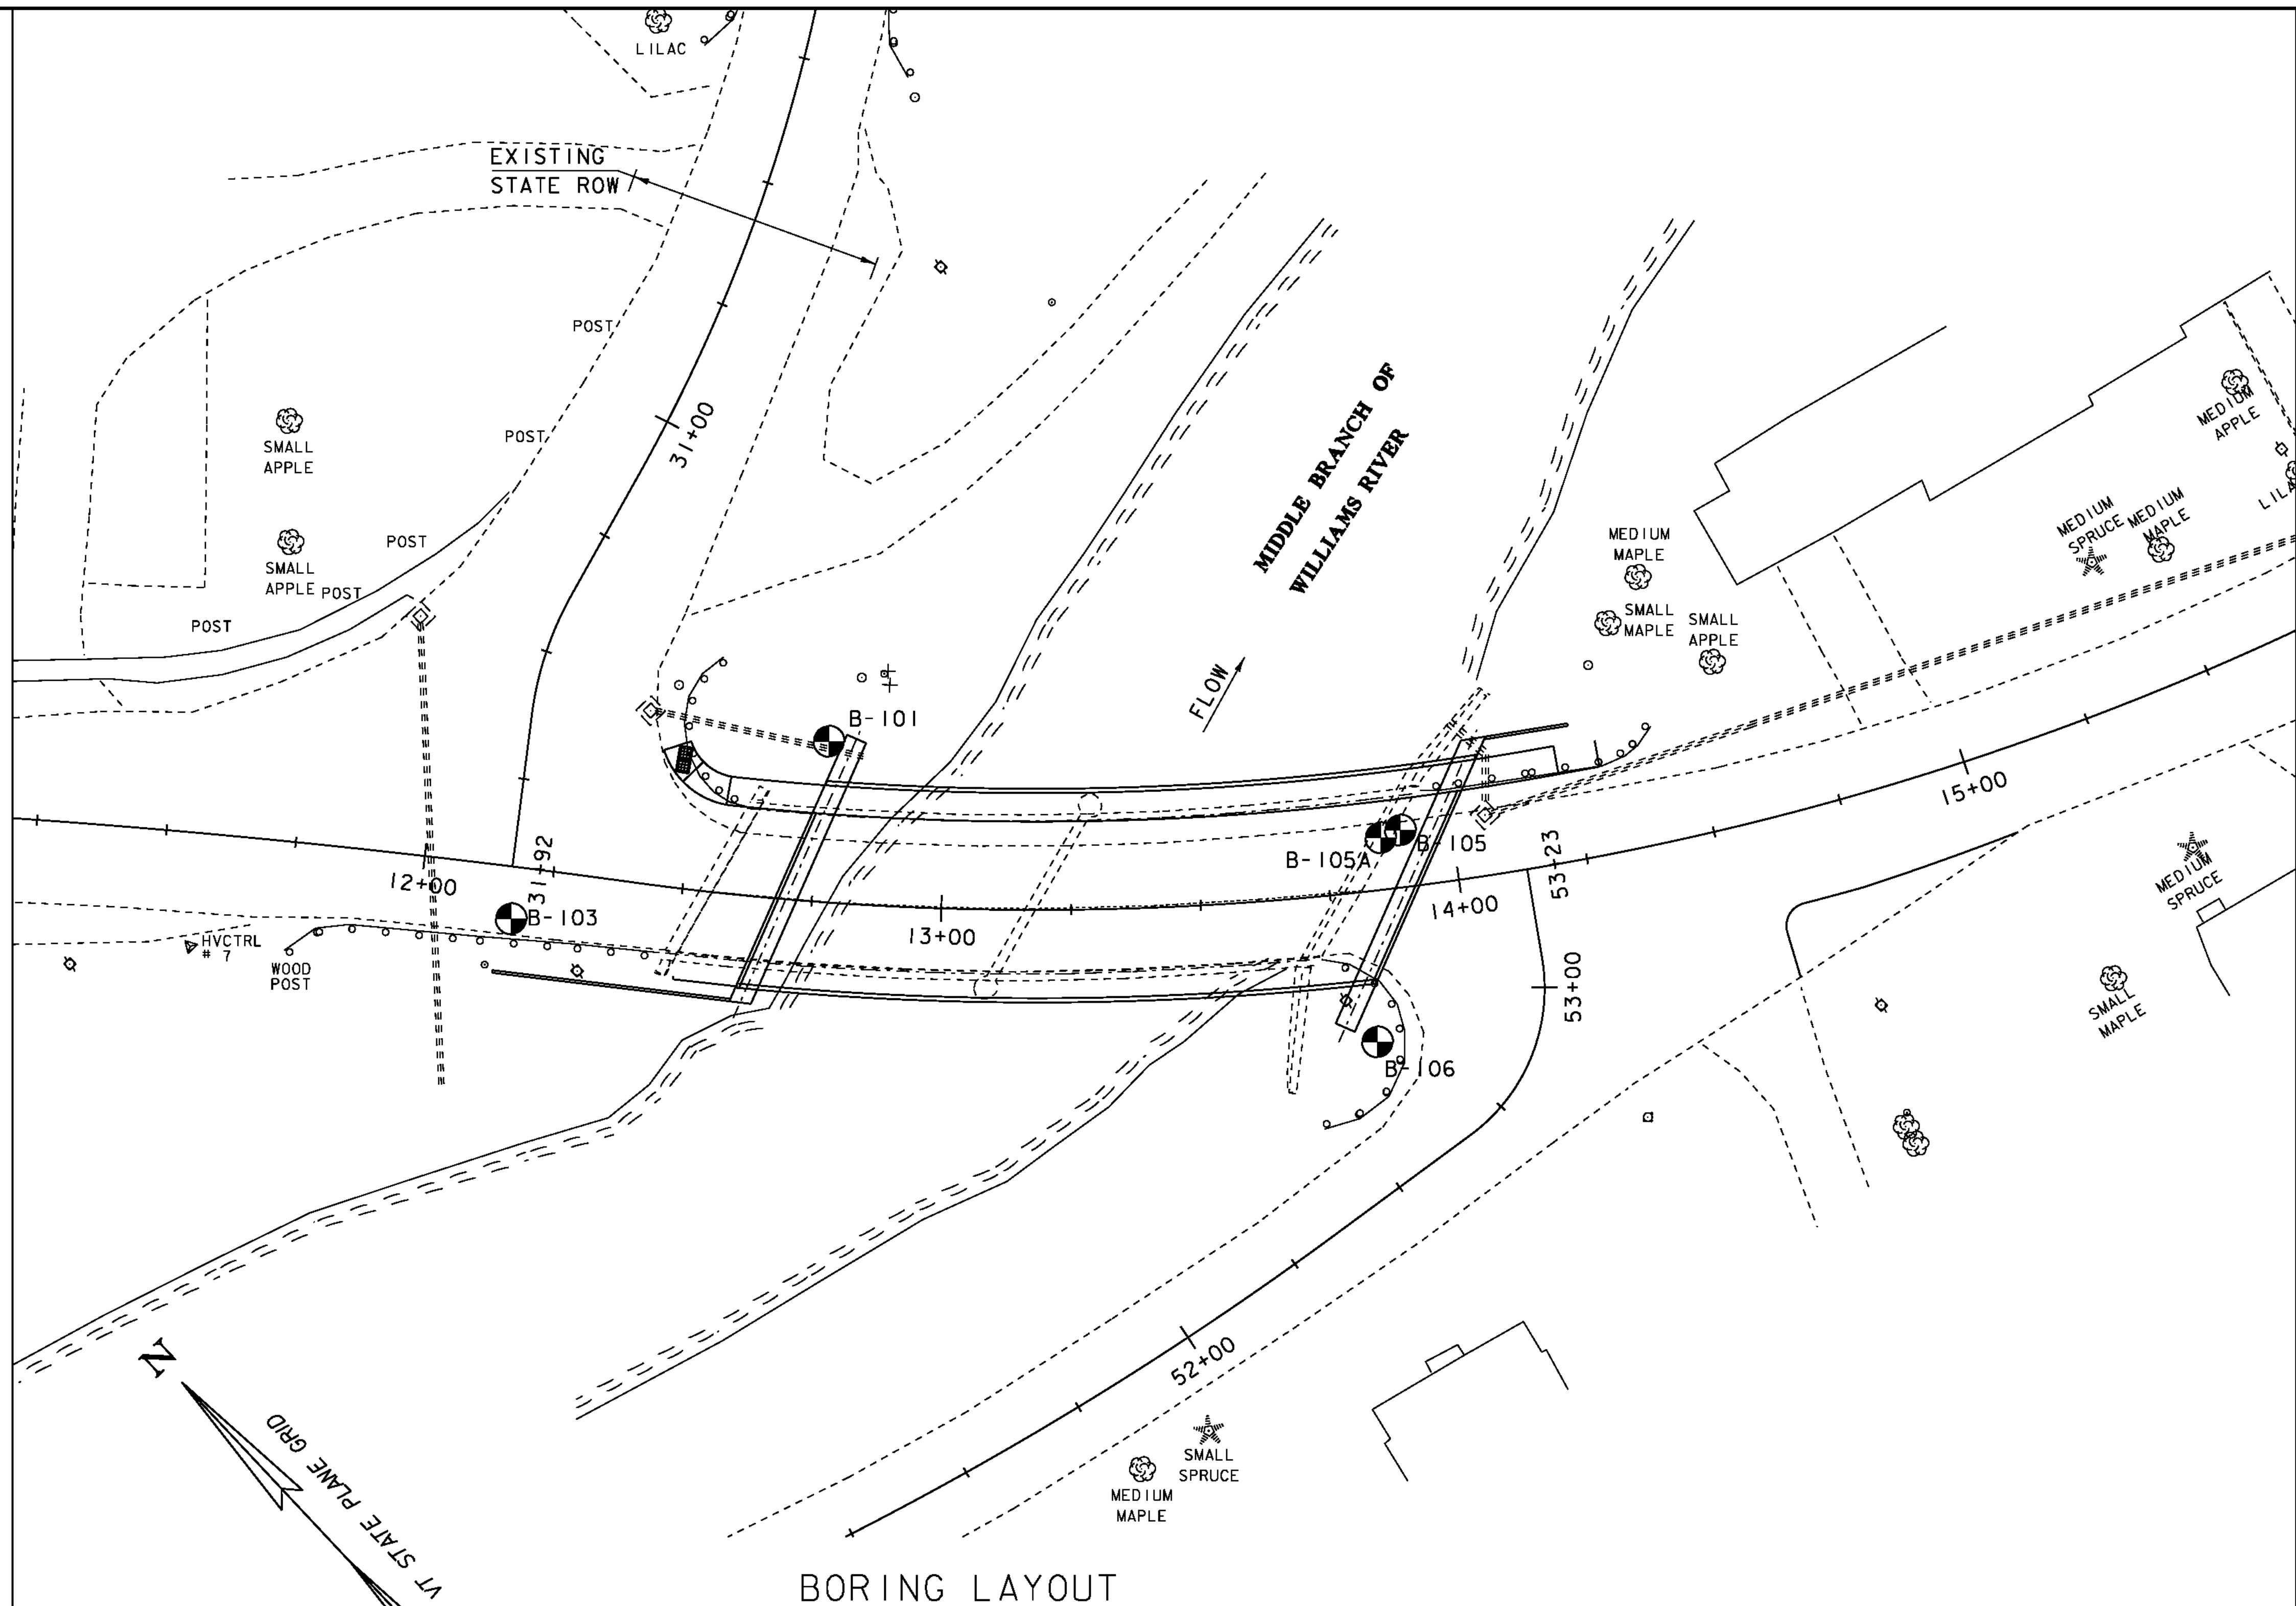 LILAC
EXISTING
STATE ROW
POST
31+00
POST
SMALL
APPLE
POST
SMALL
APPLE
POST
POST
MIDDLE BRANCH OF
WILLIAMS RIVER
FLOW
MEDIUM
APPLE
MEDIUM
SPRUCE
MEDIUM
MAPLE
MEDIUM
MAPLE
SMALL
MAPLE
SMALL
APPLE
B-101
15+00
B-105
B-105A
12+00
31+92
B-103
13+00
14+00
53+23
HVCTRL
# 7
WOOD
POST
53+00
MEDIUM
SPRUCE
SMALL
MAPLE
B-106
52+00
N
VT STATE PLANE GRID
SMALL
SPRUCE
MEDIUM
MAPLE
BORING LAYOUT